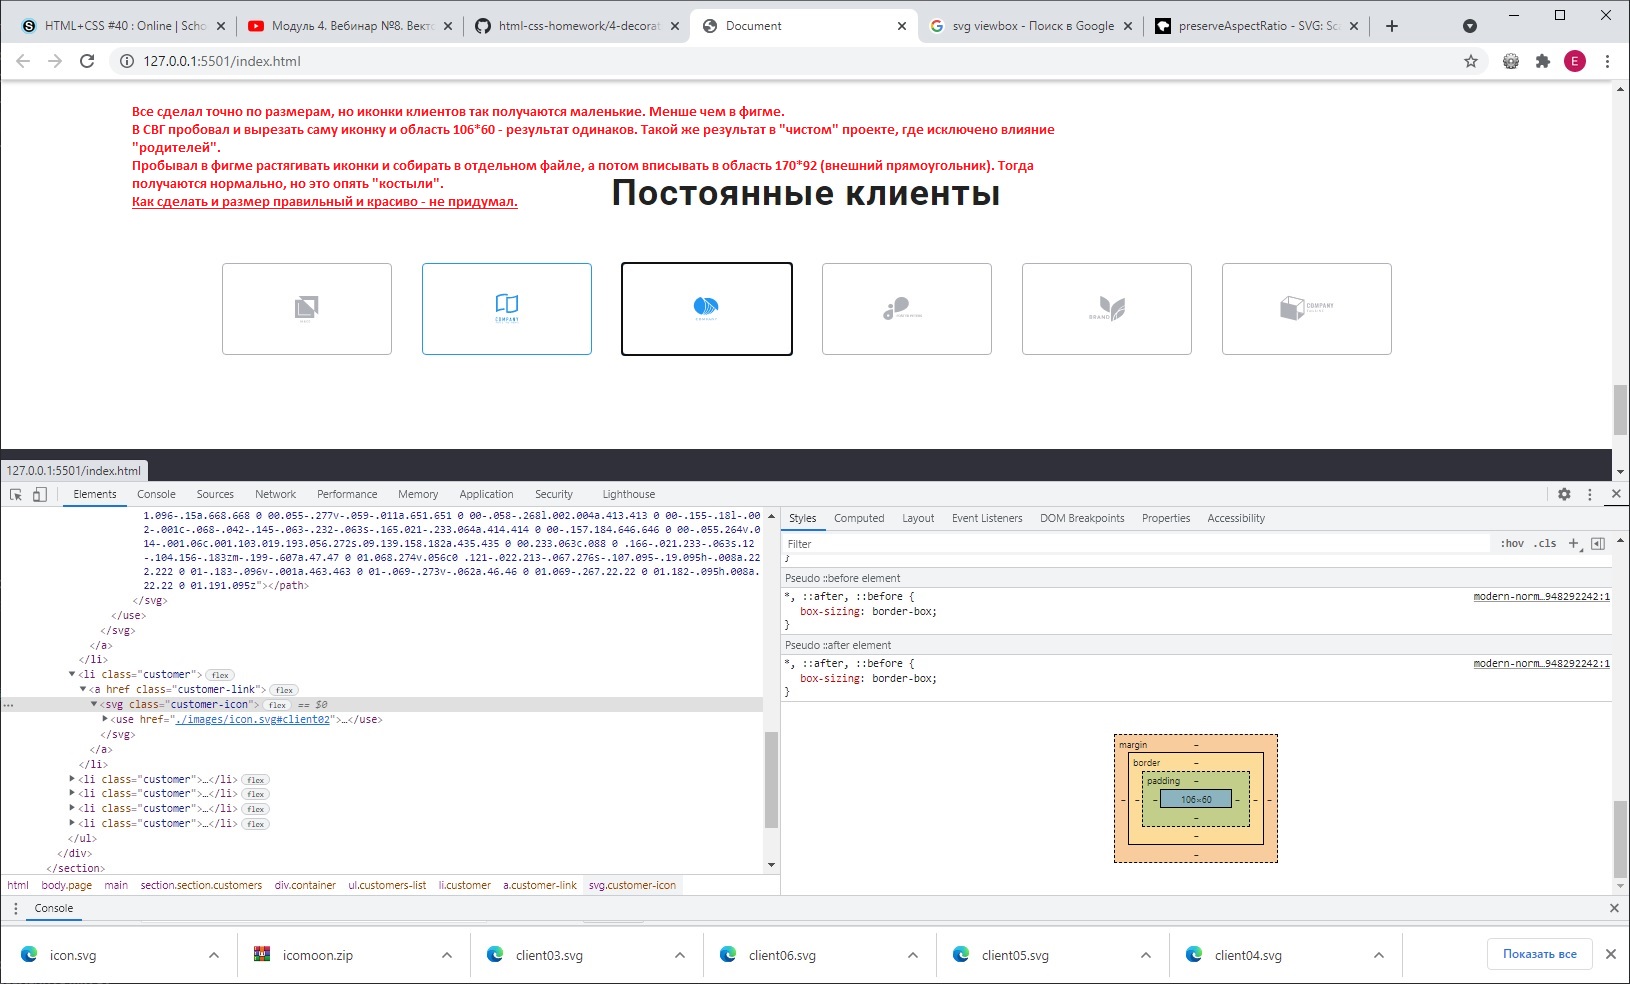 HTML+CSS #40 : Online | Scho
Модуль 4. Вебинар №8. Вект
html-css-homework/4-decorat
Document
svg viewbox - Поиск в Google
preserveAspectRatio - SVG: Sc
127.0.0.1:5501/index.html
E
Все сделал точно по размерам, но иконки клиентов так получаются маленькие. Менше чем в фигме.
В СВГ пробовал и вырезать саму иконку и область 106*60 - результат одинаков. Такой же результат в "чистом" проекте, где исключено влияние
"родителей".
Пробывал в фигме растягивать иконки и собирать в отдельном файле, а потом вписывать в область 170*92 (внешний прямоугольник). Тогда
получаются нормально, но это опять "костыли".
Как сделать и размер правильный и красиво - не придумал.
Постоянные клиенты
COMPANY
BRAND
COMPANY
127.0.0.1:5501/index.html
Elements Console Sources Network Performance Memory Application Security Lighthouse
1.096-.15a.668.668 0 00.055-.277v-.059-.011a.651.651 0 00-.058-.268l.002.004a.413.413 0 00-.155-.18l-.00
2-.001c-.068-.042-.145-.063-.232-.063s-.165.021-.233.064a.414.414 0 00-.157.184.646.646 0 00-.055.264v.0
14-.001.06c.001.103.019.193.056.272s.09.139.158.182a.435.435 0 00.233.063c.088 0 .166-.021.233-.063s.12
-.104.156-.183zm-.199-.607a.47.47 0 01.068.274v.056c0 .121-.022.213-.067.276s-.107.095-.19.095h-.008a.22
.222 0 01-.183-.096v-.001a.463.463 0 01-.069-.273v-.062a.46.46 0 01.069-.267.22.22 0 01.182-.095h.008a.
22.22 0 01.191.095z"></path>
</svg>
</use>
</svg>
</a>
</li>
<li class="customer"> flex
<a href class="customer-link"> flex
... <svg class="customer-icon"> flex == $0
<use href="./images/icon.svg#client02">…</use>
</svg>
</a>
</li>
<li class="customer">…</li> flex
<li class="customer">…</li> flex
<li class="customer">…</li> flex
<li class="customer">…</li> flex
</ul>
</div>
</section>
html body.page main section.section.customers div.container ul.customers-list li.customer a.customer-link svg.customer-icon
Styles Computed Layout Event Listeners DOM Breakpoints Properties Accessibility
Filter :hov .cls +
}
Pseudo ::before element
*, ::after, ::before { modern-norm…948292242:1
box-sizing: border-box;
}
Pseudo ::after element
*, ::after, ::before { modern-norm…948292242:1
box-sizing: border-box;
}
margin -
border -
padding -
- - - 106×60 - - -
-
-
-
Console
icon.svg
icomoon.zip
client03.svg
client06.svg
client05.svg
client04.svg
Показать все